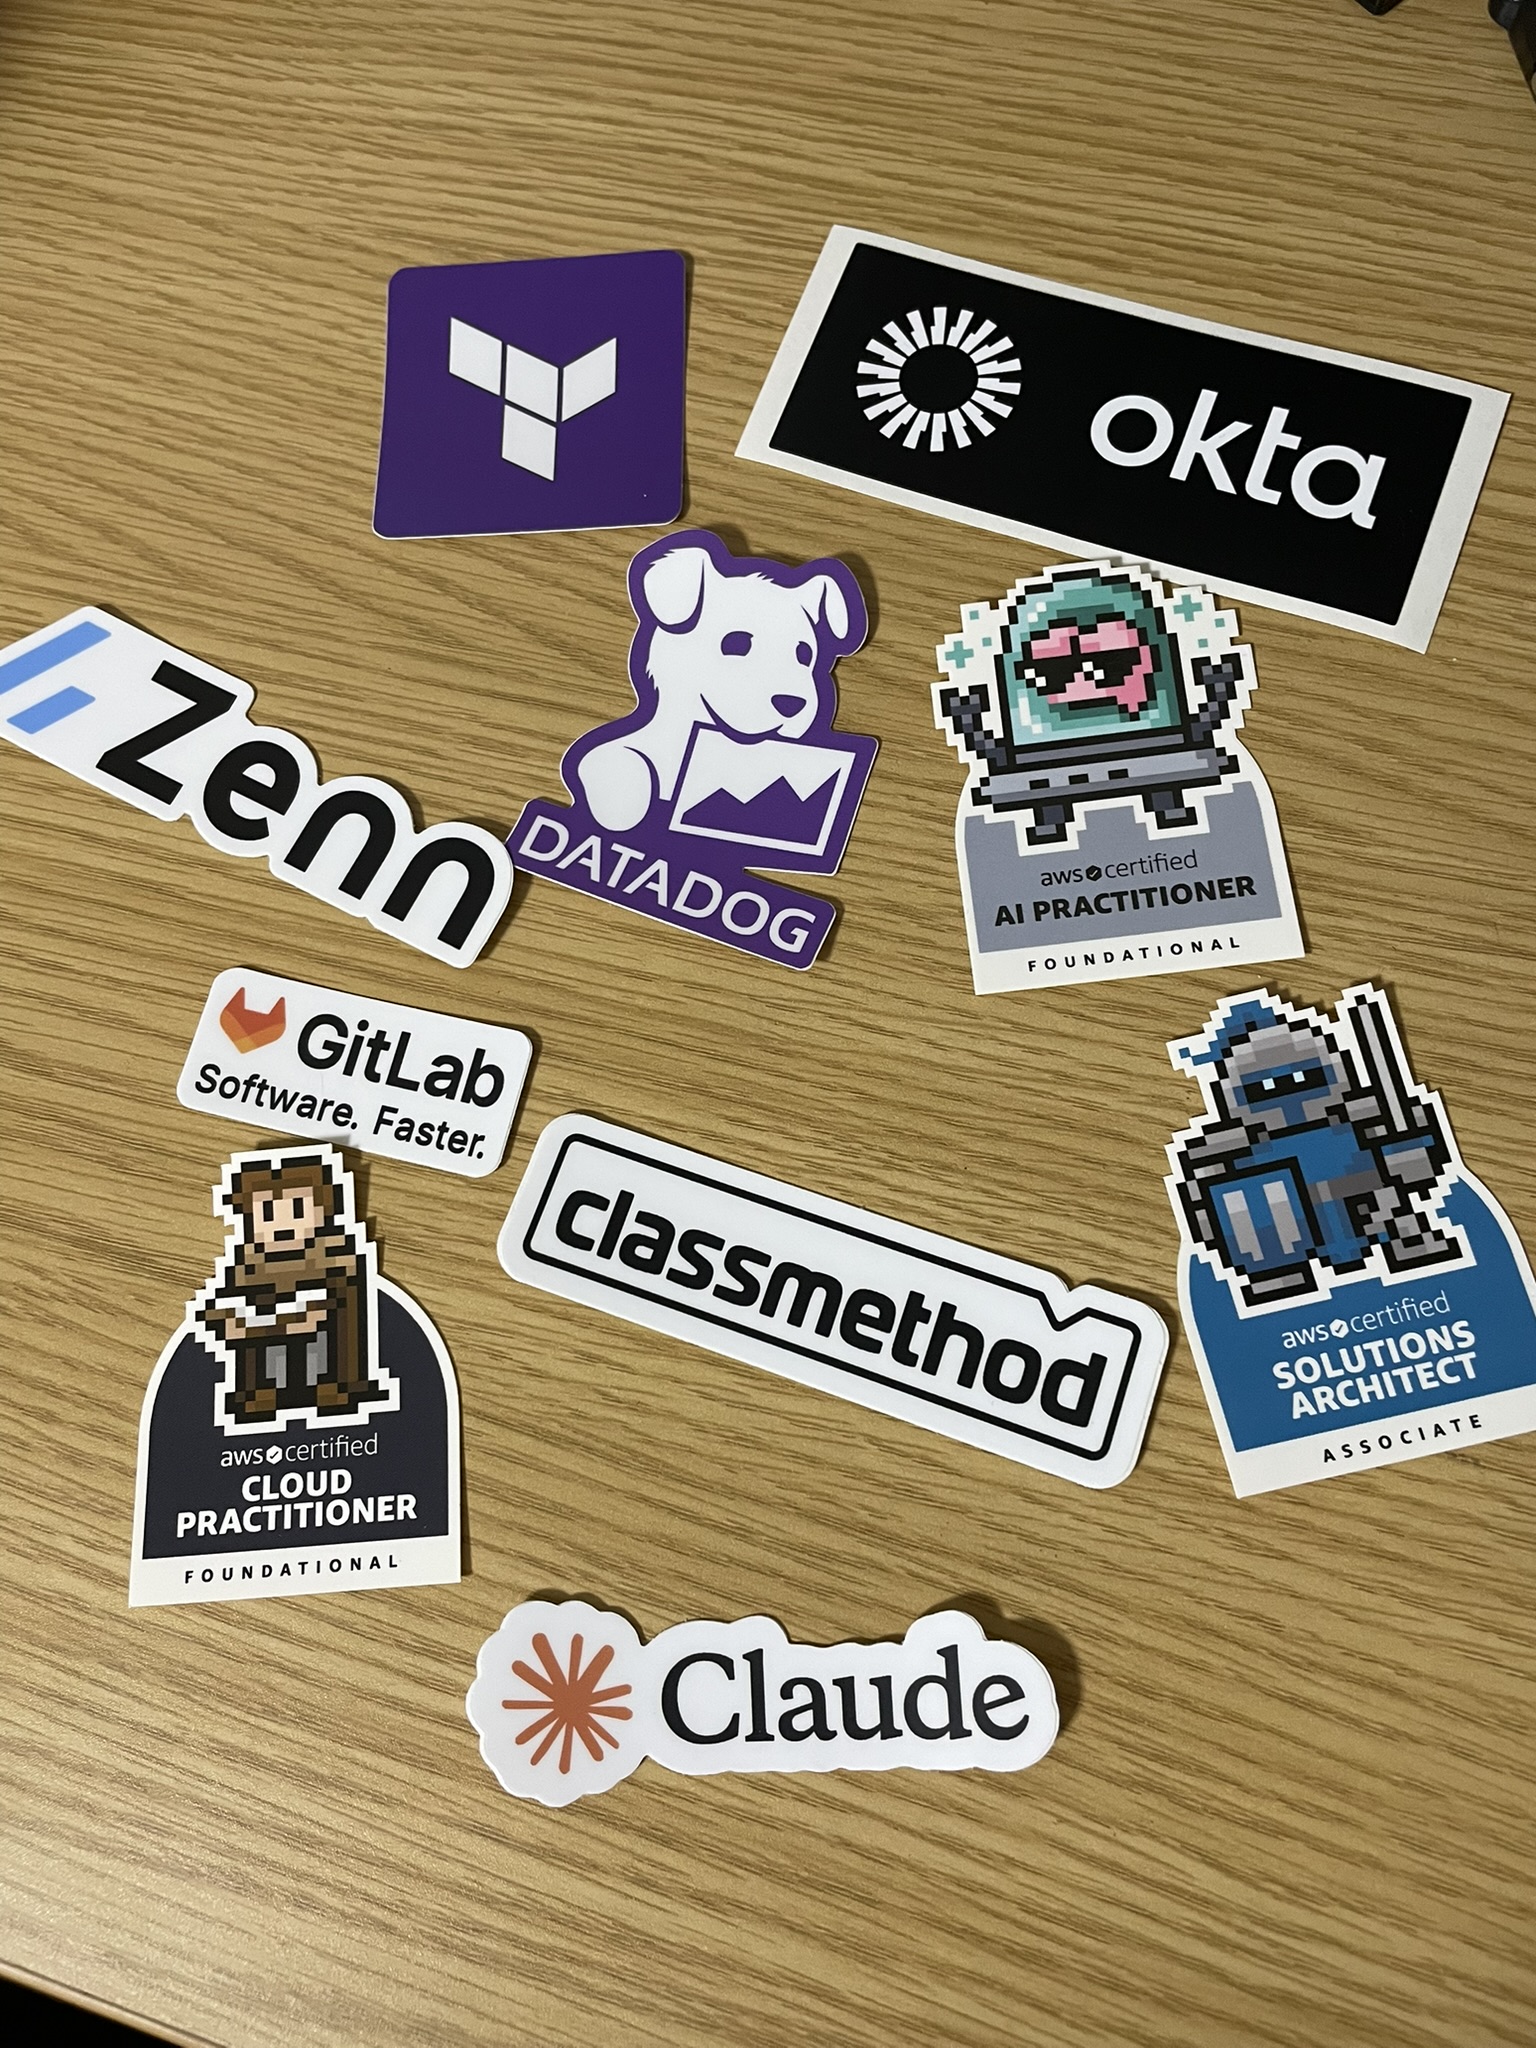 okta
Zenn
DATADOG
aws certified
AI PRACTITIONER
FOUNDATIONAL
GitLab
Software. Faster.
classmethod
aws certified
SOLUTIONS
ARCHITECT
ASSOCIATE
aws certified
CLOUD
PRACTITIONER
FOUNDATIONAL
Claude